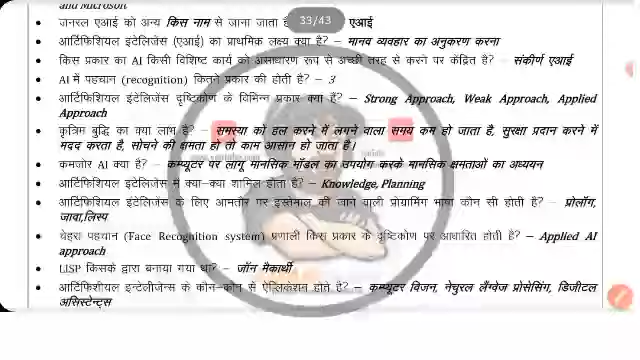 and Microsoft
• जनरल एआई को अन्य किस नाम से जाना जाता है एआई
33/43
• आर्टिफिशियल इंटेलिजेंस (एआई) का प्राथमिक लक्ष्य क्या है? – मानव व्यवहार का अनुकरण करना
• किस प्रकार का AI किसी विशिष्ट कार्य को असाधारण रूप से अच्छी तरह से करने पर केंद्रित है? – संकीर्ण एआई
• AI में पहचान (recognition) कितने प्रकार की होती है? – 3
• आर्टिफिशियल इंटेलिजेंस दृष्टिकोण के विभिन्न प्रकार क्या हैं? – Strong Approach, Weak Approach, Applied
Approach
• कृत्रिम बुद्धि का क्या लाभ है? – समस्या को हल करने में लगने वाला समय कम हो जाता है, सुरक्षा प्रदान करने में
मदद करता है, सोचने की क्षमता हो तो काम आसान हो जाता है।
• कमजोर AI क्या है? – कम्प्यूटर पर लागू मानसिक मॉडल का उपयोग करके मानसिक क्षमताओं का अध्ययन
• आर्टिफिशियल इंटेलिजेंस में क्या–क्या शामिल होता है? – Knowledge, Planning
• आर्टिफिशियल इंटेलिजेंस के लिए आमतौर पर इस्तेमाल की जाने वाली प्रोग्रामिंग भाषा कौन सी होती है? – प्रोलॉग,
जावा,लिस्प
• चेहरा पहचान (Face Recognition system) प्रणाली किस प्रकार के दृष्टिकोण पर आधारित होती है? – Applied AI
approach
• LISP किसके द्वारा बनाया गया था? – जॉन मैकार्थी
• आर्टिफिशीयल इन्टेलीजेन्स के कौन–कौन से ऐप्लिकेशन होते है? – कम्प्यूटर विजन, नेचुरल लैंग्वेज प्रोसेसिंग, डिजीटल
असिस्टेन्ट्स